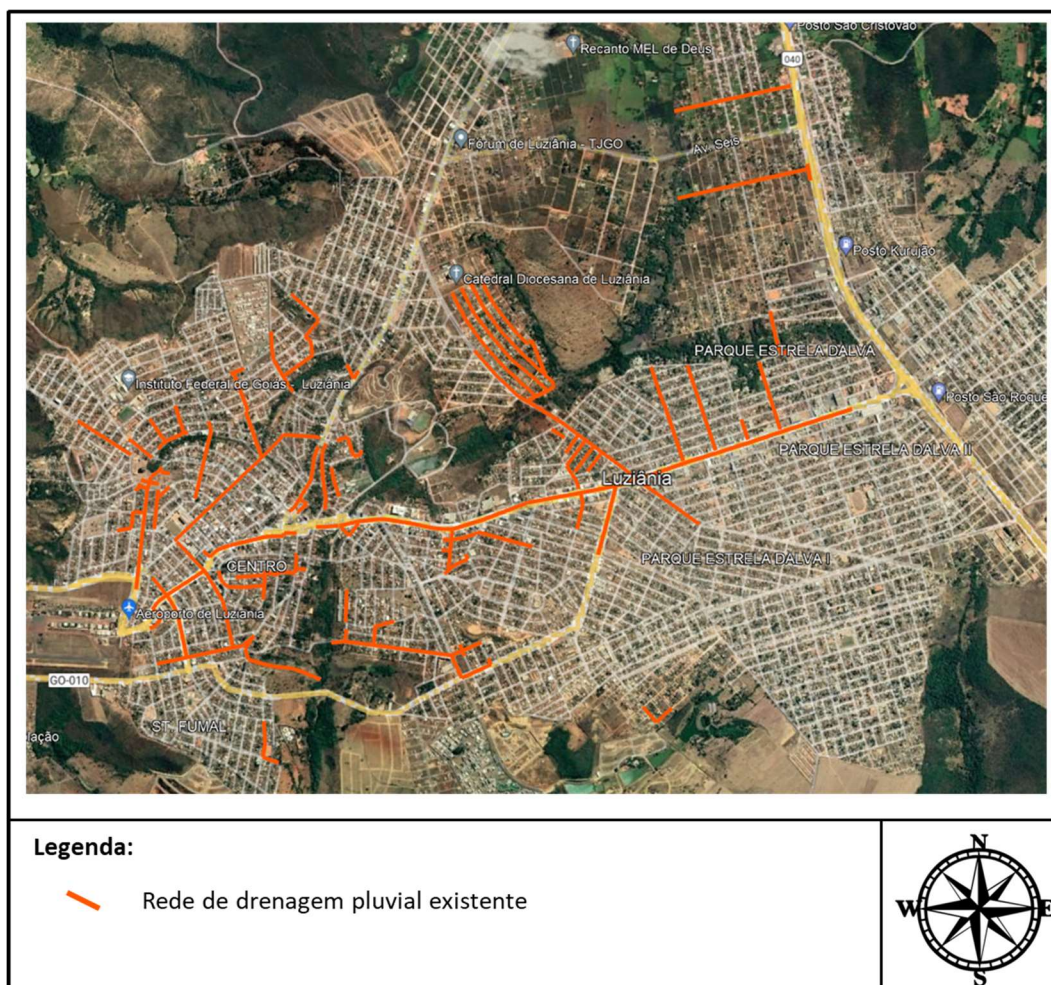 Posto São Cristóvão
Recanto MEL de Deus
040
Fórum de Luziânia - TJGO
Av. Seis
Posto Kurujão
Catedral Diocesana de Luziânia
PARQUE ESTRELA DALVA
Instituto Federal de Goiás - Luziânia
Posto São Roque
PARQUE ESTRELA DALVA II
Luziânia
PARQUE ESTRELA DALVA I
CENTRO
Aeroporto de Luziânia
GO-010
ST. FUMAL
lação
Legenda:
Rede de drenagem pluvial existente
N
W
E
S